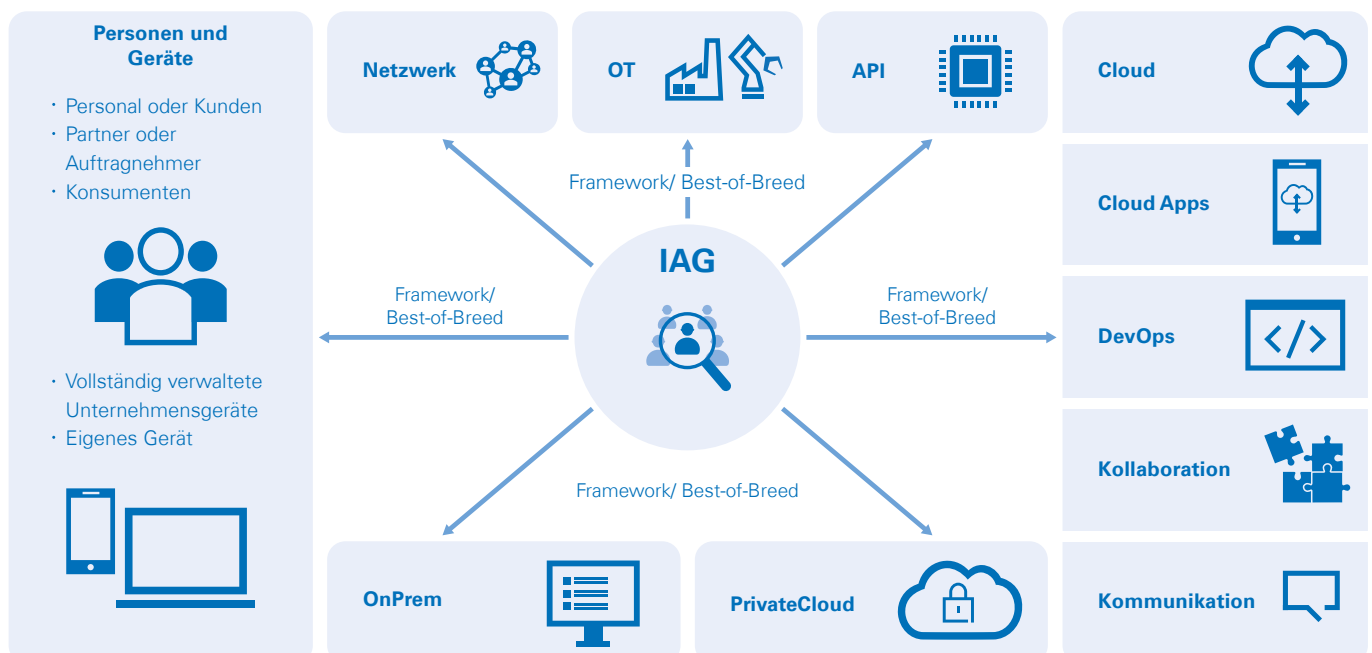 Personen und
Geräte
· Personal oder Kunden
· Partner oder
Auftragnehmer
· Konsumenten
· Vollständig verwaltete
Unternehmensgeräte
· Eigenes Gerät
Netzwerk
OT
API
Framework/ Best-of-Breed
IAG
Framework/
Best-of-Breed
Framework/
Best-of-Breed
Framework/ Best-of-Breed
OnPrem
PrivateCloud
Cloud
Cloud Apps
DevOps
</>
Kollaboration
Kommunikation